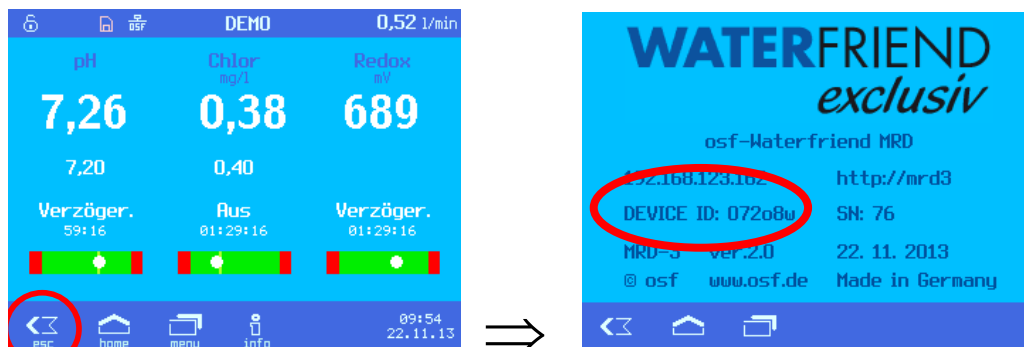 DEMO 0,52 l/min
OSF
pH Chlor Redox
mg/l mV
7,26 0,38 689
7,20 0,40
Verzöger. Aus Verzöger.
59:16 01:29:16 01:29:16
esc home menu info
09:54
22.11.13
⇒
WATERFRIEND
exclusiv
osf-Waterfriend MRD
192.168.123.162 http://mrd3
DEVICE ID: 072o8w SN: 76
MRD-3 ver.2.0 22. 11. 2013
© osf www.osf.de Made in Germany